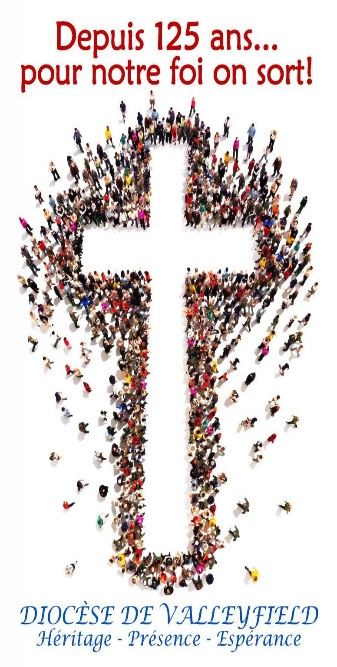 Depuis 125 ans...
pour notre foi on sort!
DIOCÈSE DE VALLEYFIELD
Héritage - Présence - Espérance